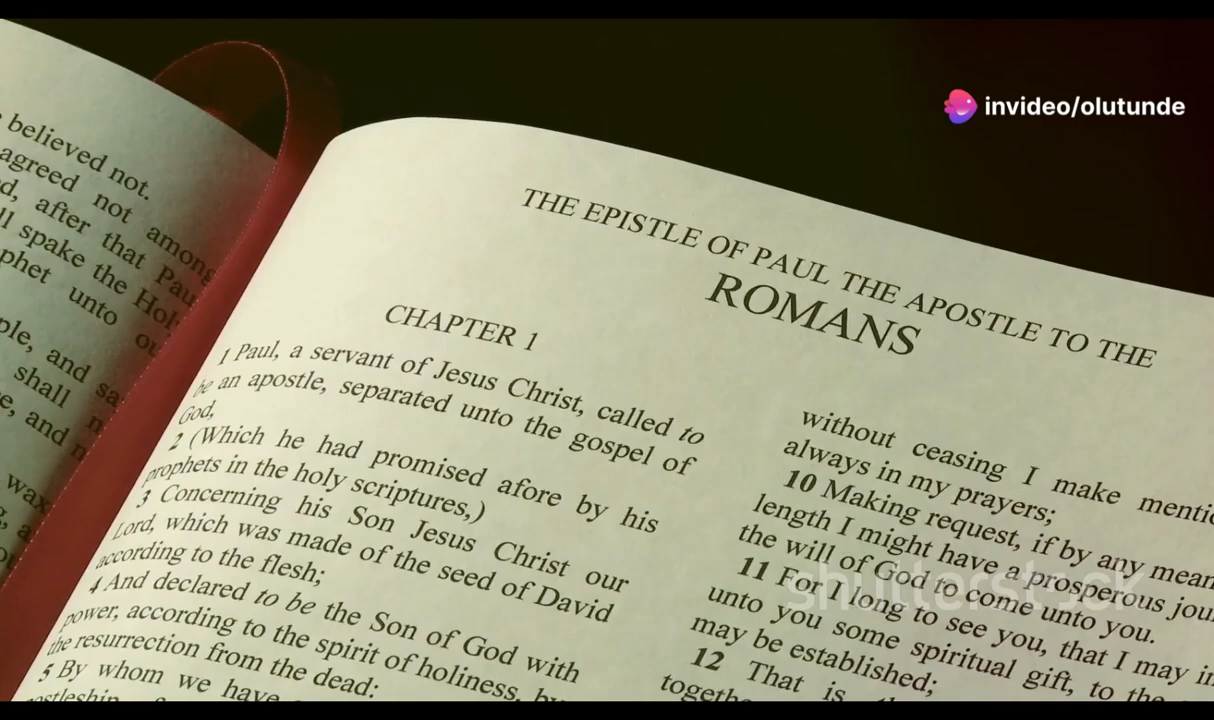 believed not.
agreed not among
after that Pau
spake the Hol
phet unto
and
shall
and
wax
THE EPISTLE OF PAUL THE APOSTLE TO THE
ROMANS
CHAPTER 1
1 Paul, a servant of Jesus Christ, called to
be an apostle, separated unto the gospel of
God,
2 (Which he had promised afore by his
prophets in the holy scriptures,)
3 Concerning his Son Jesus Christ our
Lord, which was made of the seed of David
according to the flesh;
4 And declared to be the Son of God with
power, according to the spirit of holiness, by
the resurrection from the dead:
5 By whom we have
without ceasing I make mentio
always in my prayers;
10 Making request, if by any mean
length I might have a prosperous jour
the will of God to come unto you.
11 For I long to see you, that I may im
unto you some spiritual gift, to the
may be established;
12 That is,
invideo/olutunde
shutterstock